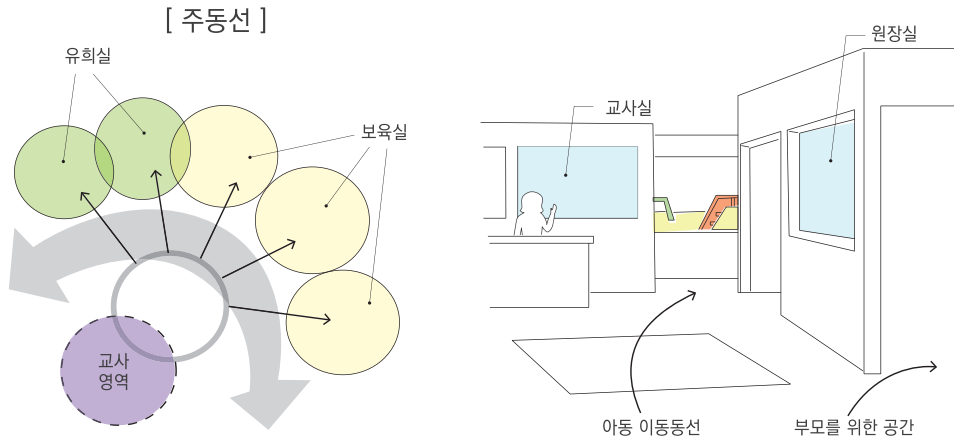 [ 주동선 ]
유희실
보육실
교사
영역
원장실
교사실
아동 이동동선
부모를 위한 공간